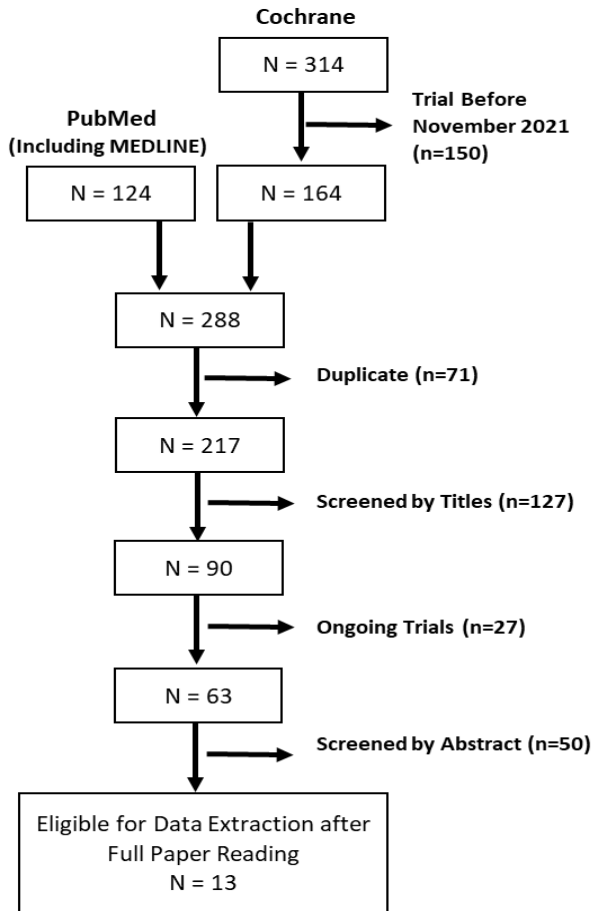 Cochrane
N = 314
Trial Before
November 2021
(n=150)
PubMed
(Including MEDLINE)
N = 124
N = 164
N = 288
Duplicate (n=71)
N = 217
Screened by Titles (n=127)
N = 90
Ongoing Trials (n=27)
N = 63
Screened by Abstract (n=50)
Eligible for Data Extraction after
Full Paper Reading
N = 13